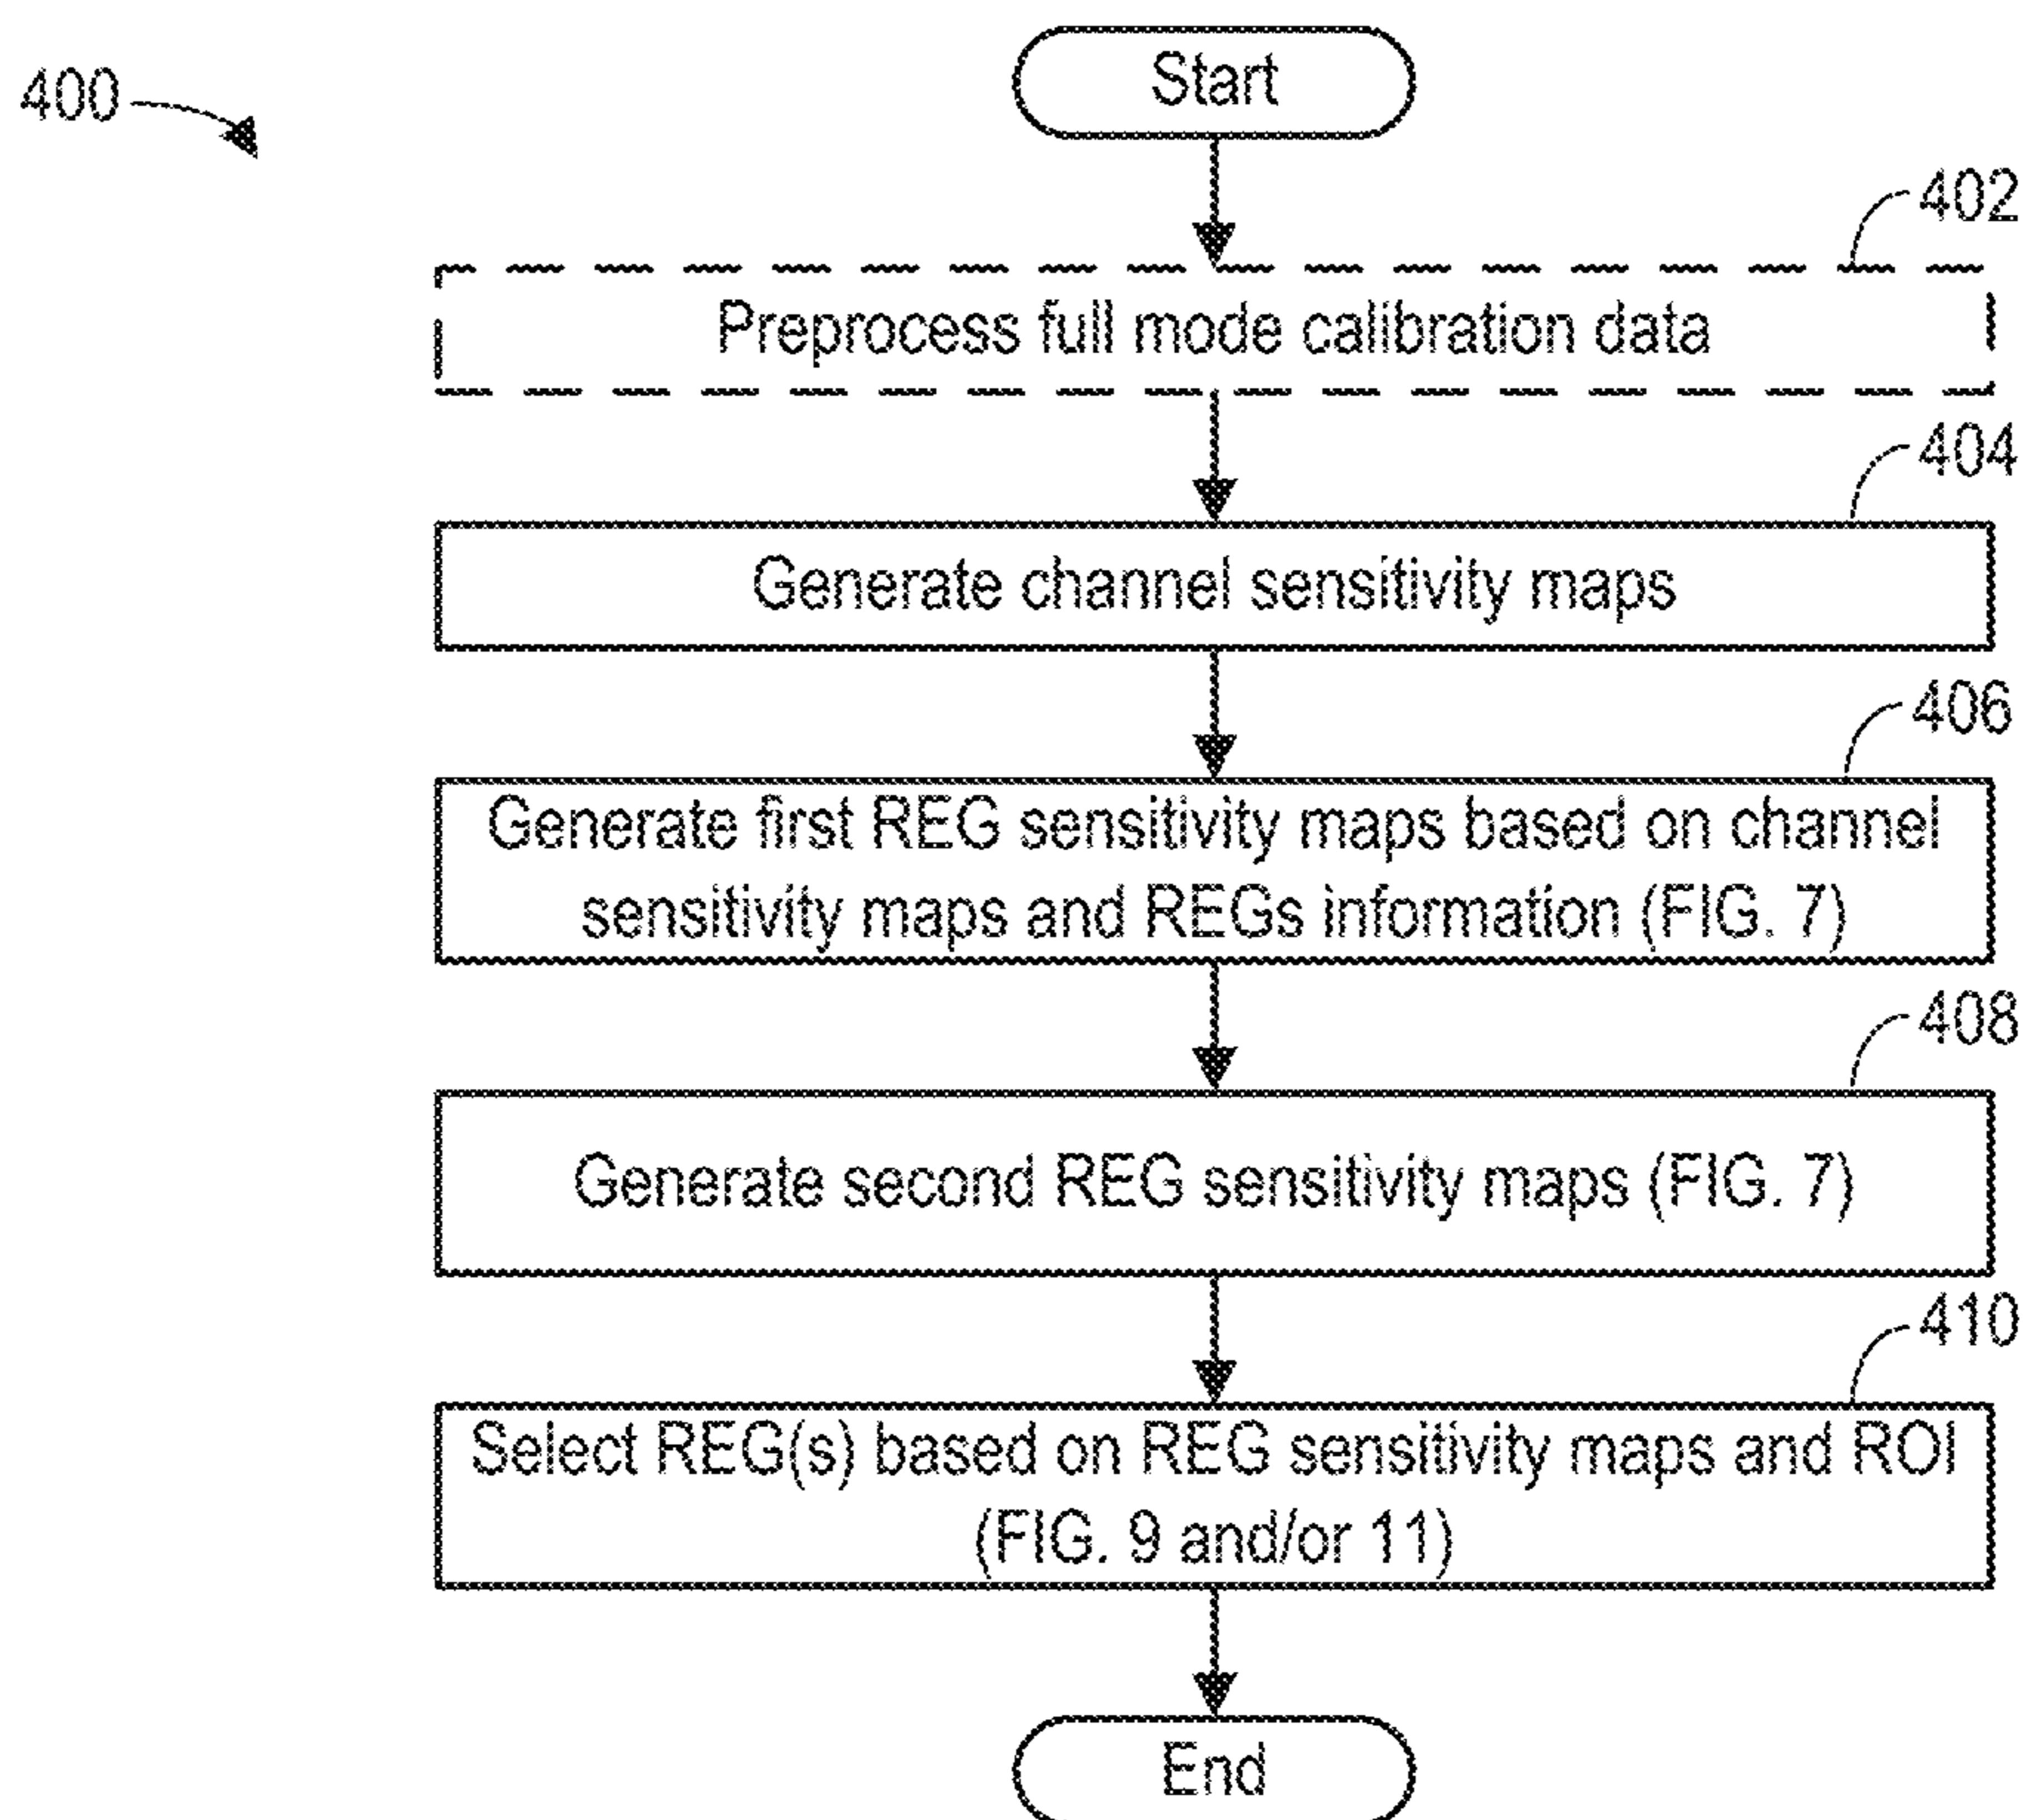 400
Start
402
Preprocess full mode calibration data
404
Generate channel sensitivity maps
406
Generate first REG sensitivity maps based on channel
sensitivity maps and REGs information (FIG. 7)
408
Generate second REG sensitivity maps (FIG. 7)
410
Select REG(s) based on REG sensitivity maps and ROI
(FIG. 9 and/or 11)
End